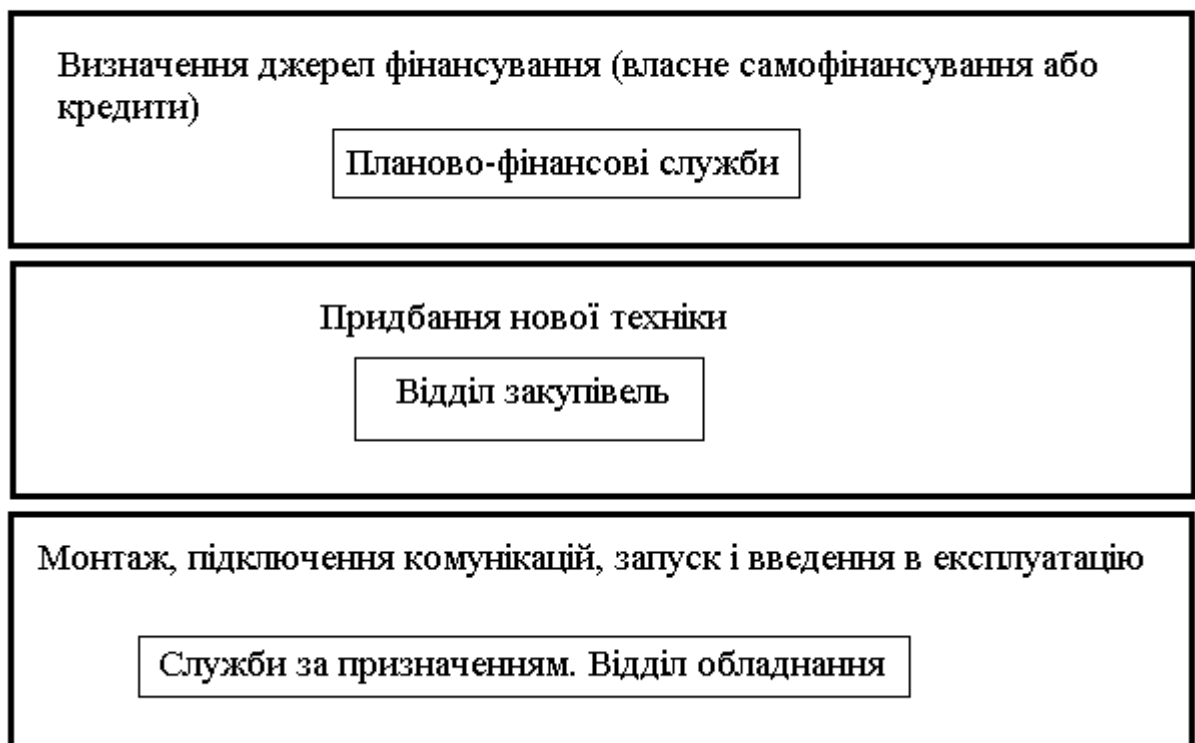 Визначення джерел фінансування (власне самофінансування або
кредити)
Планово-фінансові служби
Придбання нової техніки
Відділ закупівель
Монтаж, підключення комунікацій, запуск і введення в експлуатацію
Служби за призначенням. Відділ обладнання